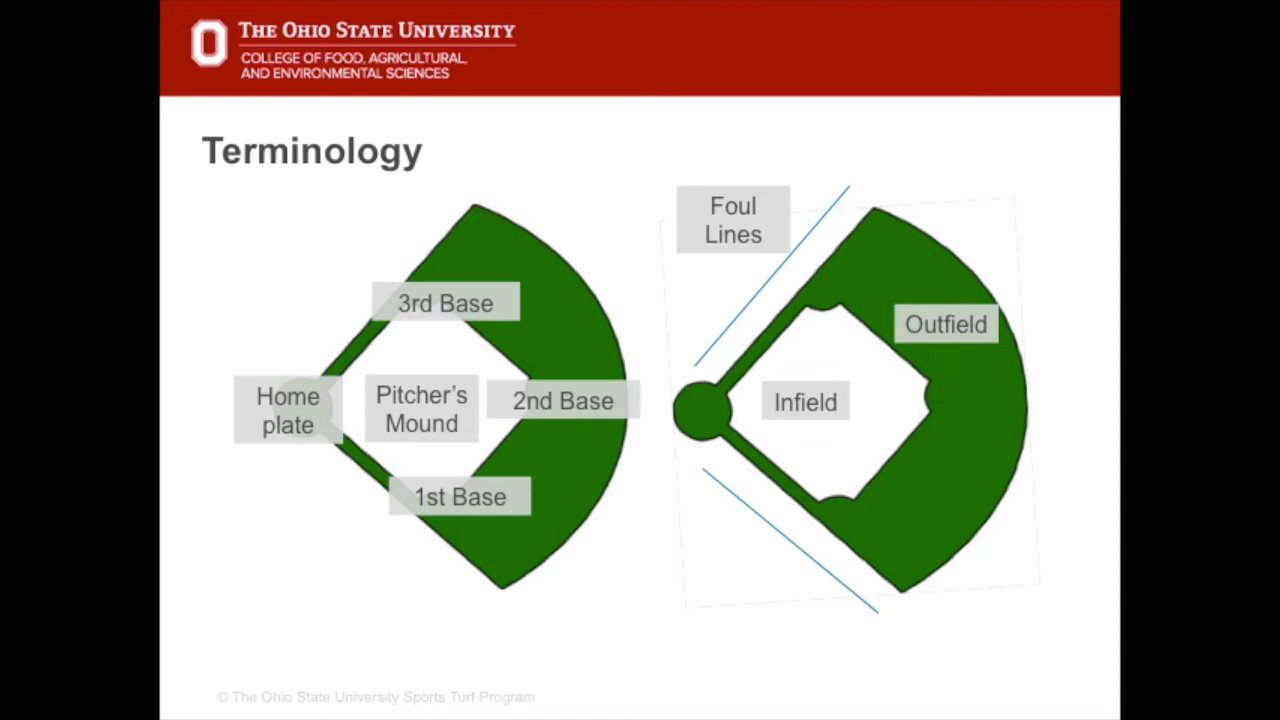 THE OHIO STATE UNIVERSITY
COLLEGE OF FOOD, AGRICULTURAL,
AND ENVIRONMENTAL SCIENCES
Terminology
3rd Base
Home
plate
Pitcher's
Mound
2nd Base
1st Base
Foul
Lines
Outfield
Infield
© The Ohio State University Sports Turf Program